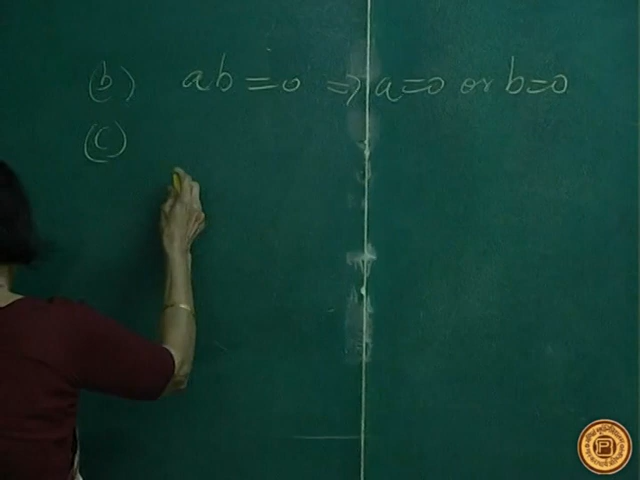 (b) ab = 0 ⇒ a=0 or b=0
(c)